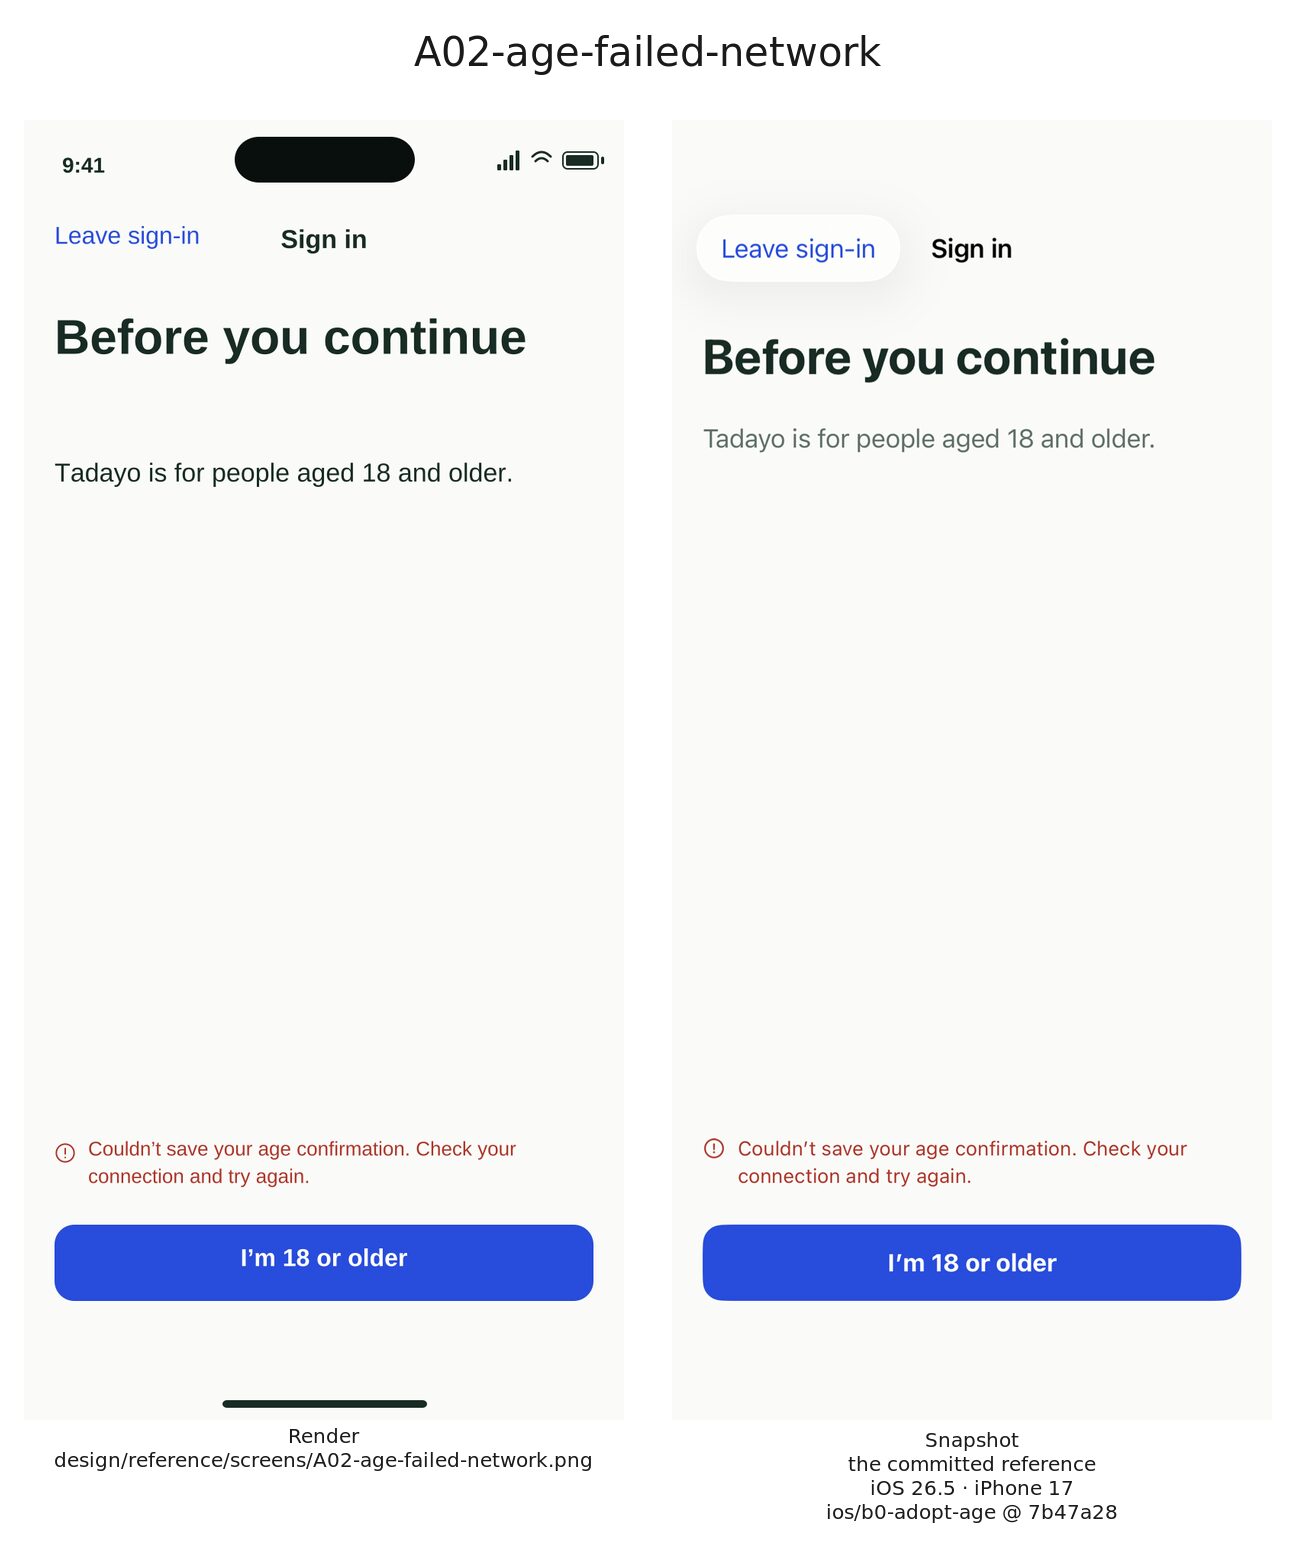 A02-age-failed-network
9:41
Leave sign-in
Sign in
Before you continue
Tadayo is for people aged 18 and older.
Couldn’t save your age confirmation. Check your
connection and try again.
I’m 18 or older
Render
design/reference/screens/A02-age-failed-network.png
Leave sign-in
Sign in
Before you continue
Tadayo is for people aged 18 and older.
Couldn’t save your age confirmation. Check your
connection and try again.
I’m 18 or older
Snapshot
the committed reference
iOS 26.5 · iPhone 17
ios/b0-adopt-age @ 7b47a28